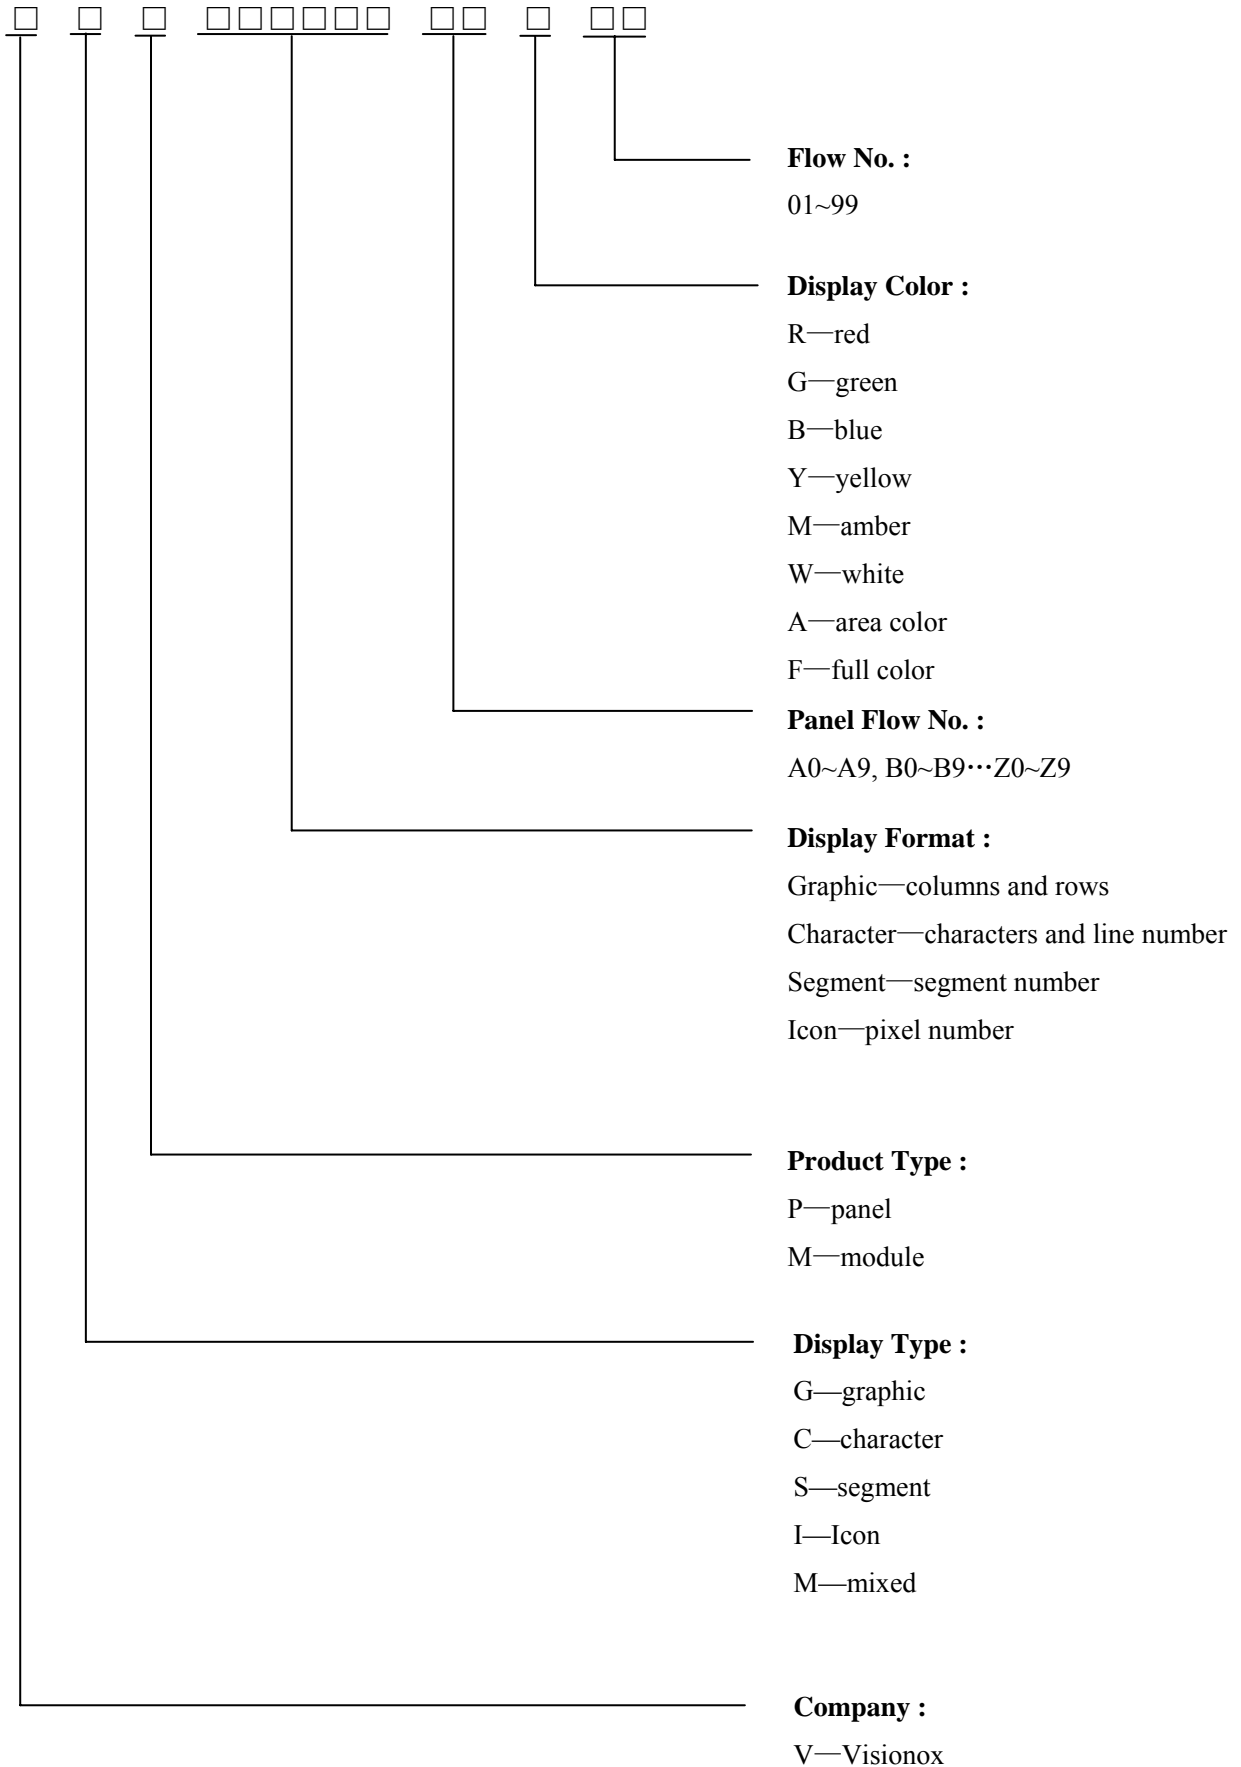 □ □ □ □□□□□□ □□ □ □□
Flow No. :
01~99
Display Color :
R—red
G—green
B—blue
Y—yellow
M—amber
W—white
A—area color
F—full color
Panel Flow No. :
A0~A9, B0~B9⋯Z0~Z9
Display Format :
Graphic—columns and rows
Character—characters and line number
Segment—segment number
Icon—pixel number
Product Type :
P—panel
M—module
Display Type :
G—graphic
C—character
S—segment
I—Icon
M—mixed
Company :
V—Visionox